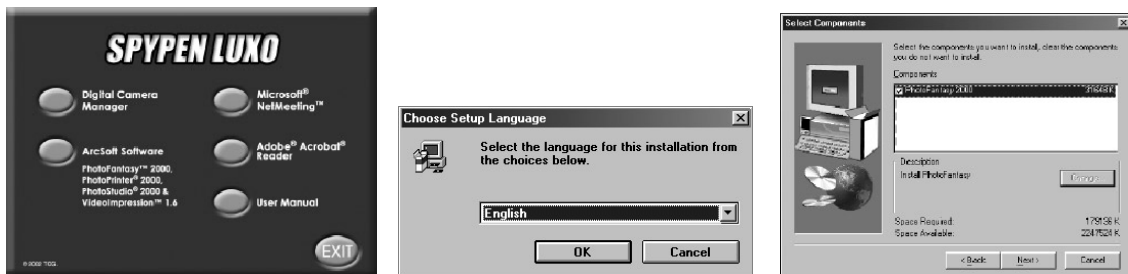 SPYPEN LUXO
Digital Camera
Manager
Microsoft®
NetMeeting™
ArcSoft Software
PhotoFantasy™ 2000,
PhotoPrinter® 2000,
PhotoStudio® 2000 &
VideoImpression™ 1.6
Adobe® Acrobat®
Reader
User Manual
EXIT
Choose Setup Language
Select the language for this installation from
the choices below.
English
OK
Cancel
Select Components
Select the components you want to install, clear the components
you do not want to install.
Components
PhotoFantasy 2000
Description
Install PhotoFantasy
Space Required:
179136 K
Space Available:
2247524 K
< Back
Next >
Cancel